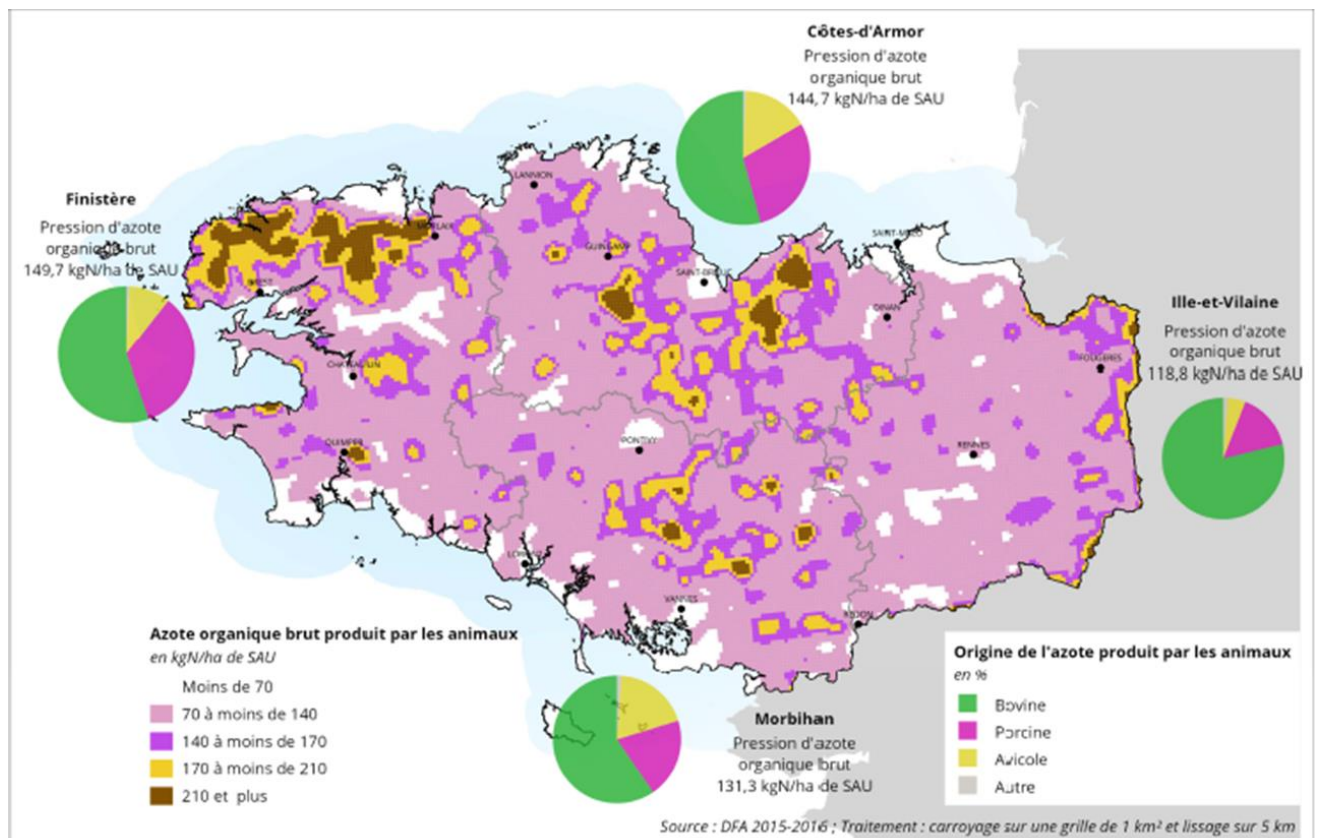 Côtes-d'Armor
Pression d'azote
organique brut
144,7 kgN/ha de SAU
Finistère
Pression d'azote
organique brut
149,7 kgN/ha de SAU
Ille-et-Vilaine
Pression d'azote
organique brut
118,8 kgN/ha de SAU
LANNION
MORLAIX
GUINGAMP
SAINT-BRIEUC
SAINT-MALO
DINAN
BREST
FOUGERES
CHATEAULIN
QUIMPER
PONTIVY
RENNES
LORIENT
VANNES
REDON
Azote organique brut produit par les animaux
en kgN/ha de SAU
Moins de 70
70 à moins de 140
140 à moins de 170
170 à moins de 210
210 et plus
Morbihan
Pression d'azote
organique brut
131,3 kgN/ha de SAU
Origine de l'azote produit par les animaux
en %
Bovine
Porcine
Avicole
Autre
Source : DFA 2015-2016 ; Traitement : carroyage sur une grille de 1 km² et lissage sur 5 km